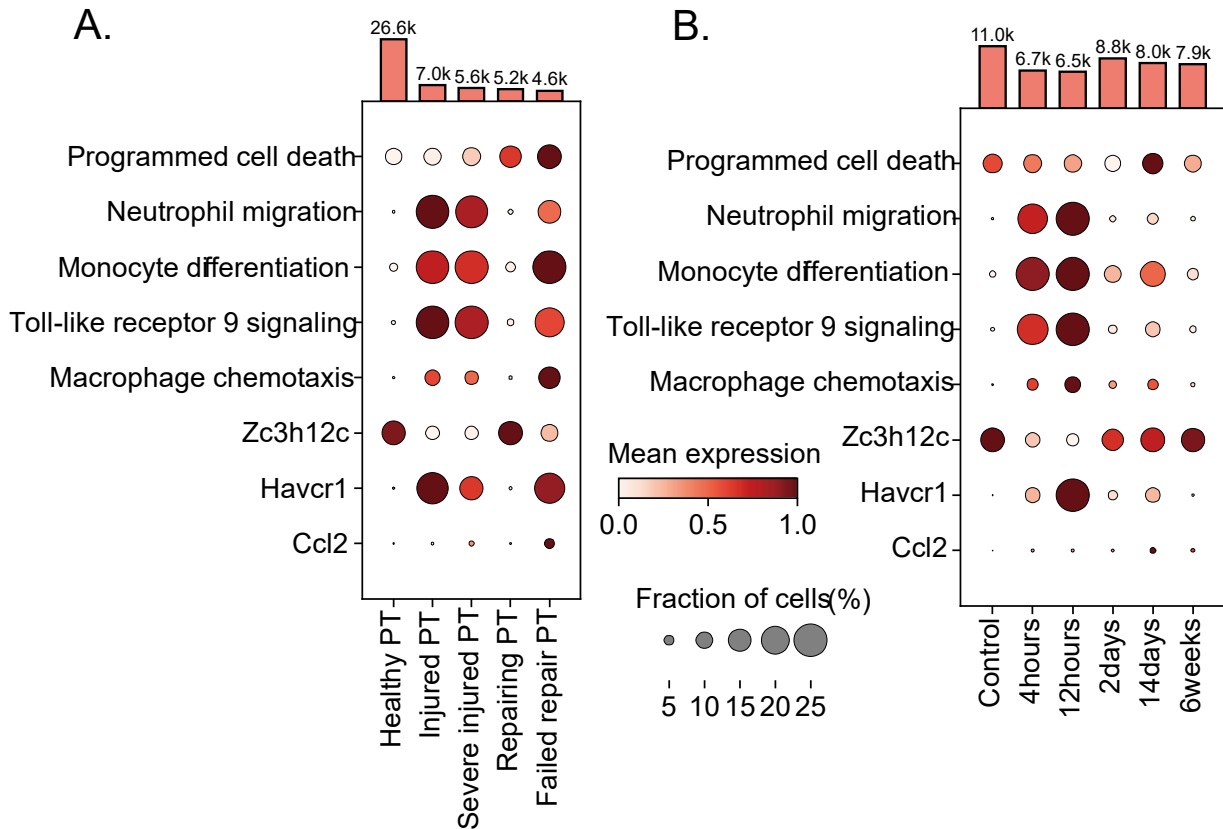 A.
26.6k
7.0k
5.6k
5.2k
4.6k
Programmed cell death
Neutrophil migration
Monocyte differentiation
Toll-like receptor 9 signaling
Macrophage chemotaxis
Zc3h12c
Havcr1
Ccl2
Healthy PT
Injured PT
Severe injured PT
Repairing PT
Failed repair PT
Mean expression
0.0 0.5 1.0
Fraction of cells(%)
5 10 15 20 25
B.
11.0k
6.7k
6.5k
8.8k
8.0k
7.9k
Programmed cell death
Neutrophil migration
Monocyte differentiation
Toll-like receptor 9 signaling
Macrophage chemotaxis
Zc3h12c
Havcr1
Ccl2
Control
4hours
12hours
2days
14days
6weeks